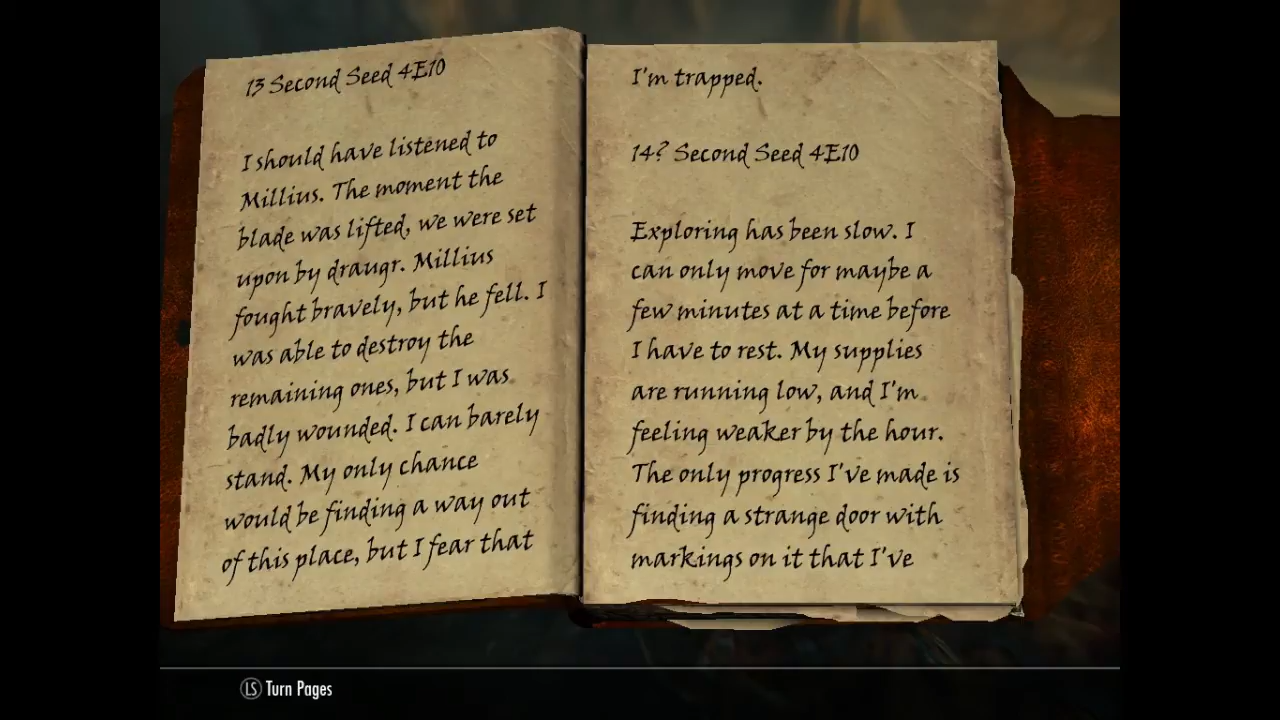 13 Second Seed 4E10
I should have listened to
Millius. The moment the
blade was lifted, we were set
upon by draugr. Millius
fought bravely, but he fell. I
was able to destroy the
remaining ones, but I was
badly wounded. I can barely
stand. My only chance
would be finding a way out
of this place, but I fear that
I'm trapped.
14? Second Seed 4E10
Exploring has been slow. I
can only move for maybe a
few minutes at a time before
I have to rest. My supplies
are running low, and I'm
feeling weaker by the hour.
The only progress I've made is
finding a strange door with
markings on it that I've
LS Turn Pages